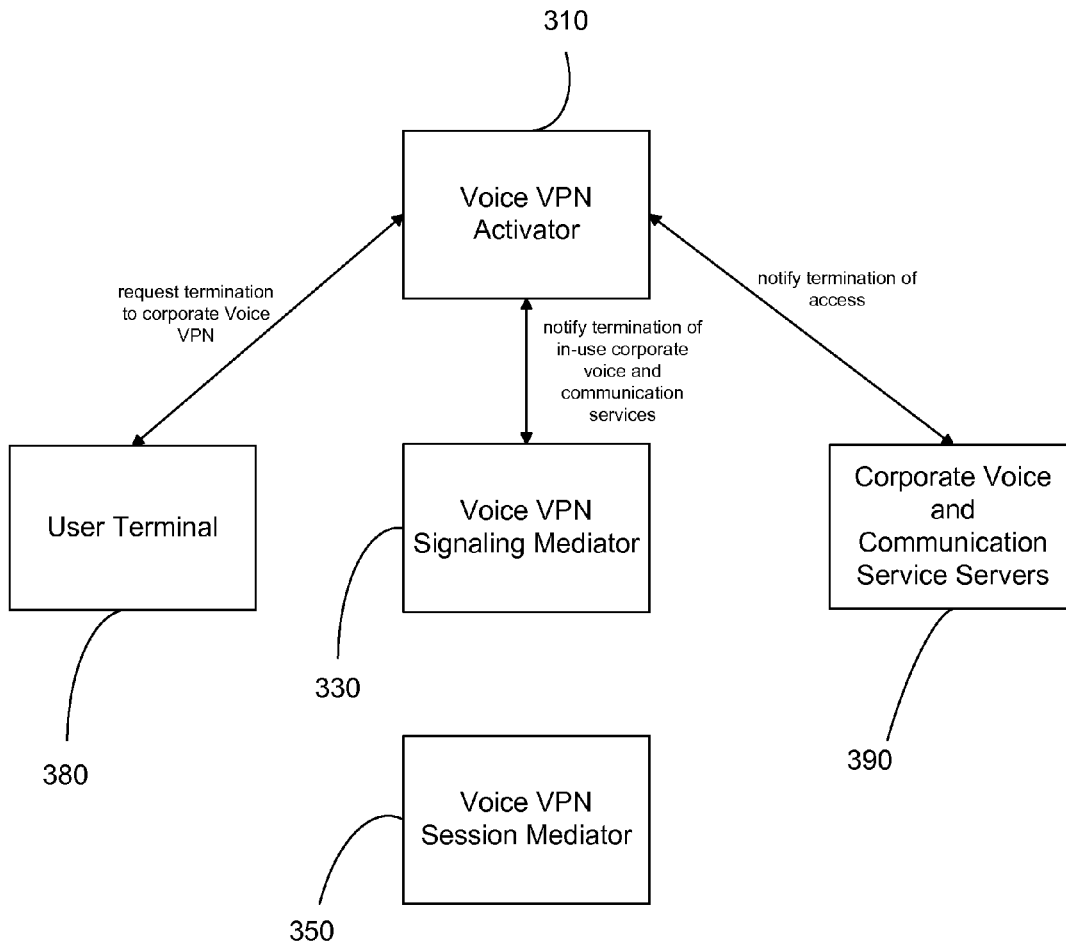 310
Voice VPN
Activator
request termination
to corporate Voice
VPN
notify termination of
in-use corporate
voice and
communication
services
notify termination of
access
User Terminal
Voice VPN
Signaling Mediator
Corporate Voice
and
Communication
Service Servers
330
380
390
Voice VPN
Session Mediator
350